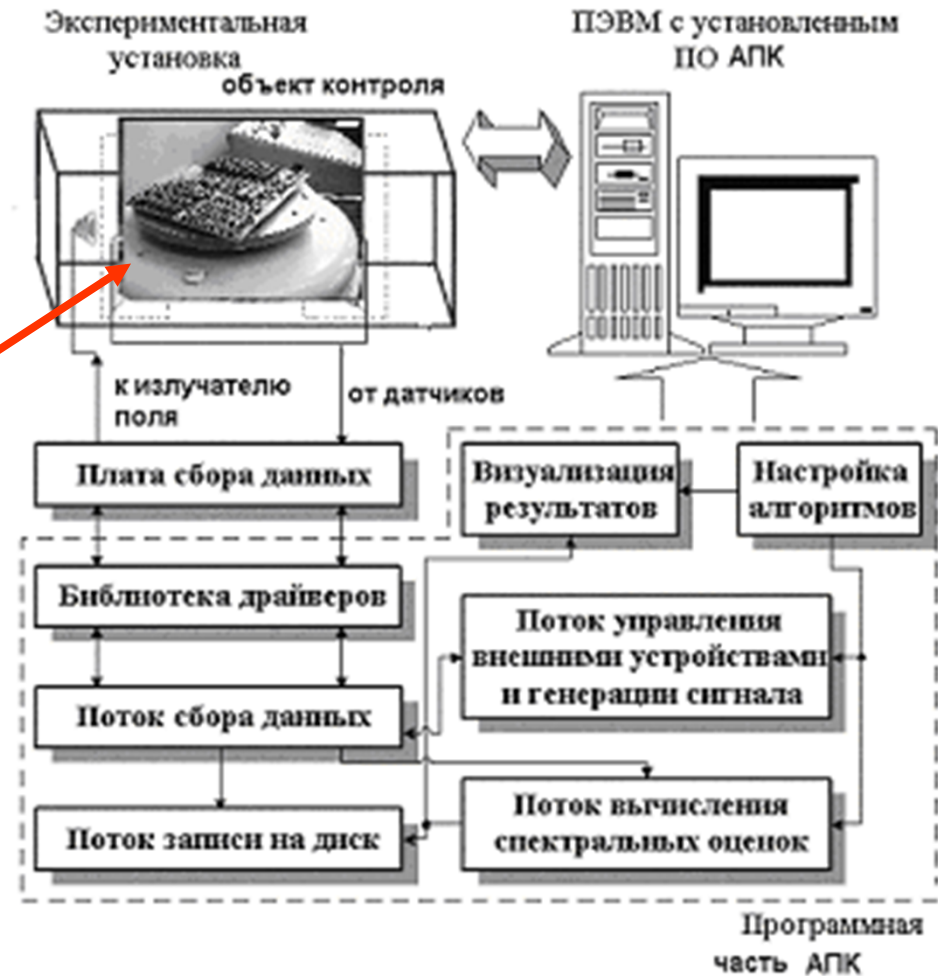 Экспериментальная
установка
ПЭВМ с установленным
ПО АПК
объект контроля
к излучателю
поля
от датчиков
Плата сбора данных
Визуализация
результатов
Настройка
алгоритмов
Библиотека драйверов
Поток управления
внешними устройствами
и генерации сигнала
Поток сбора данных
Поток вычисления
спектральных оценок
Поток записи на диск
Программная
часть АПК